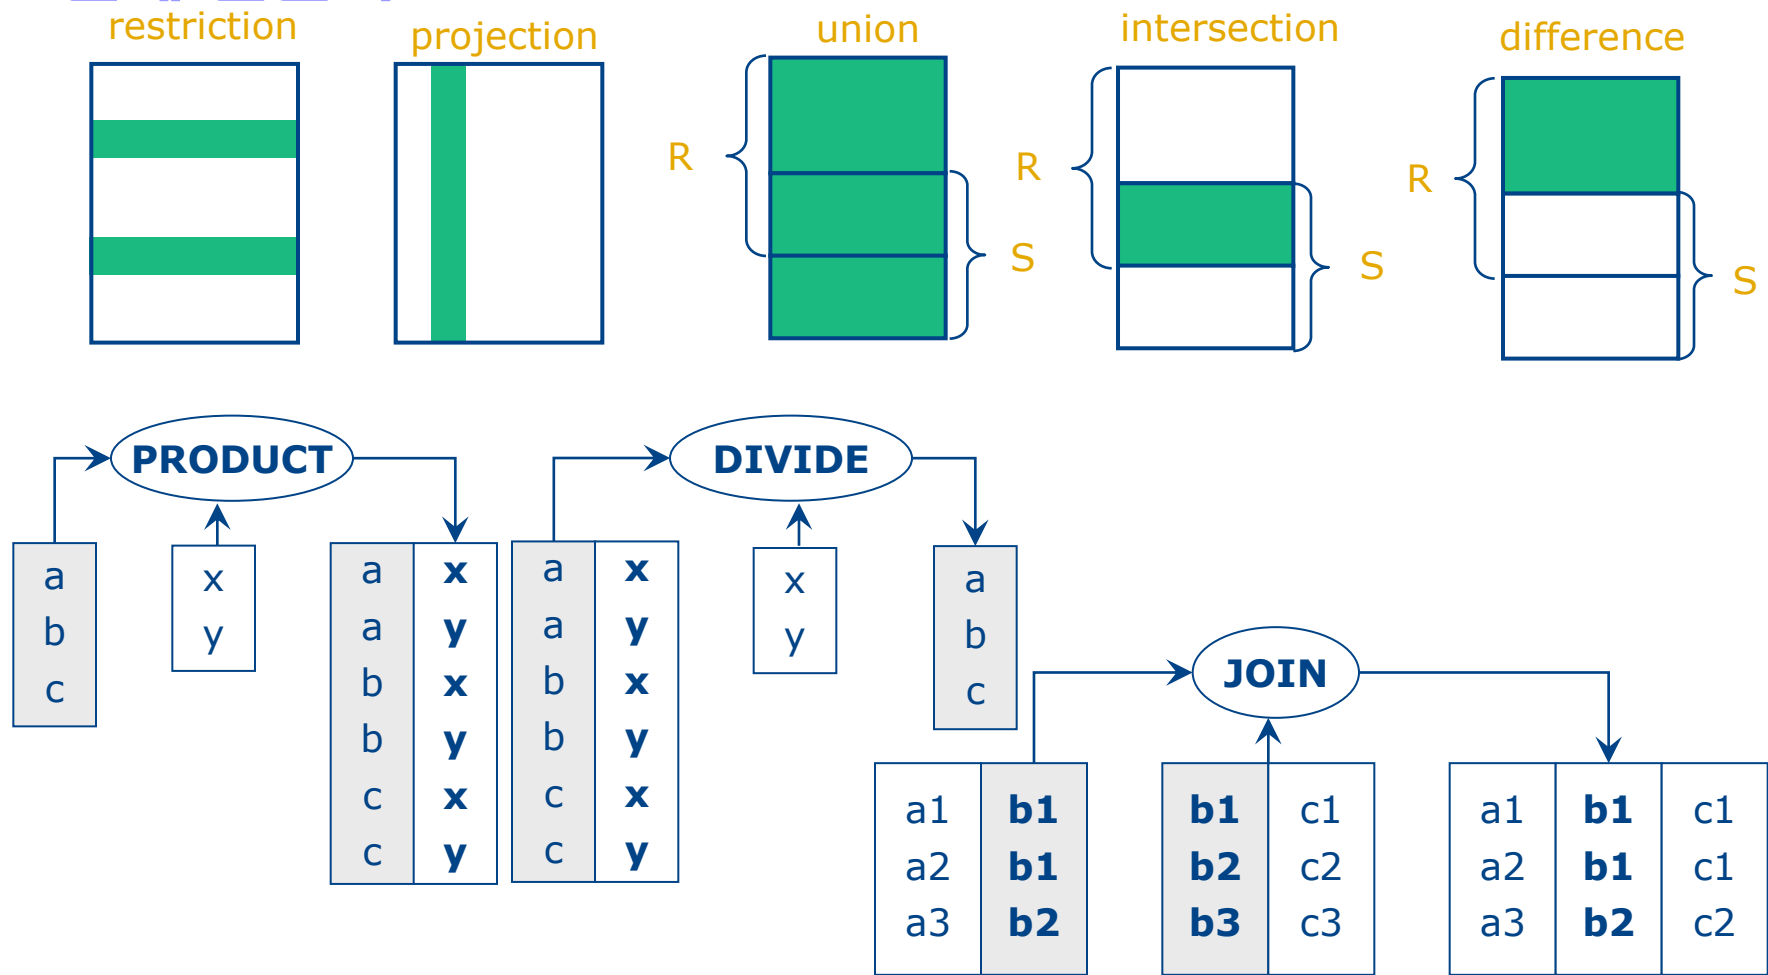 restriction
projection
union
intersection
difference
R
S
R
S
R
S
PRODUCT
a
b
c
x
y
a x
a y
b x
b y
c x
c y
DIVIDE
a x
a y
b x
b y
c x
c y
x
y
a
b
c
JOIN
a1 b1
a2 b1
a3 b2
b1 c1
b2 c2
b3 c3
a1 b1 c1
a2 b1 c1
a3 b2 c2